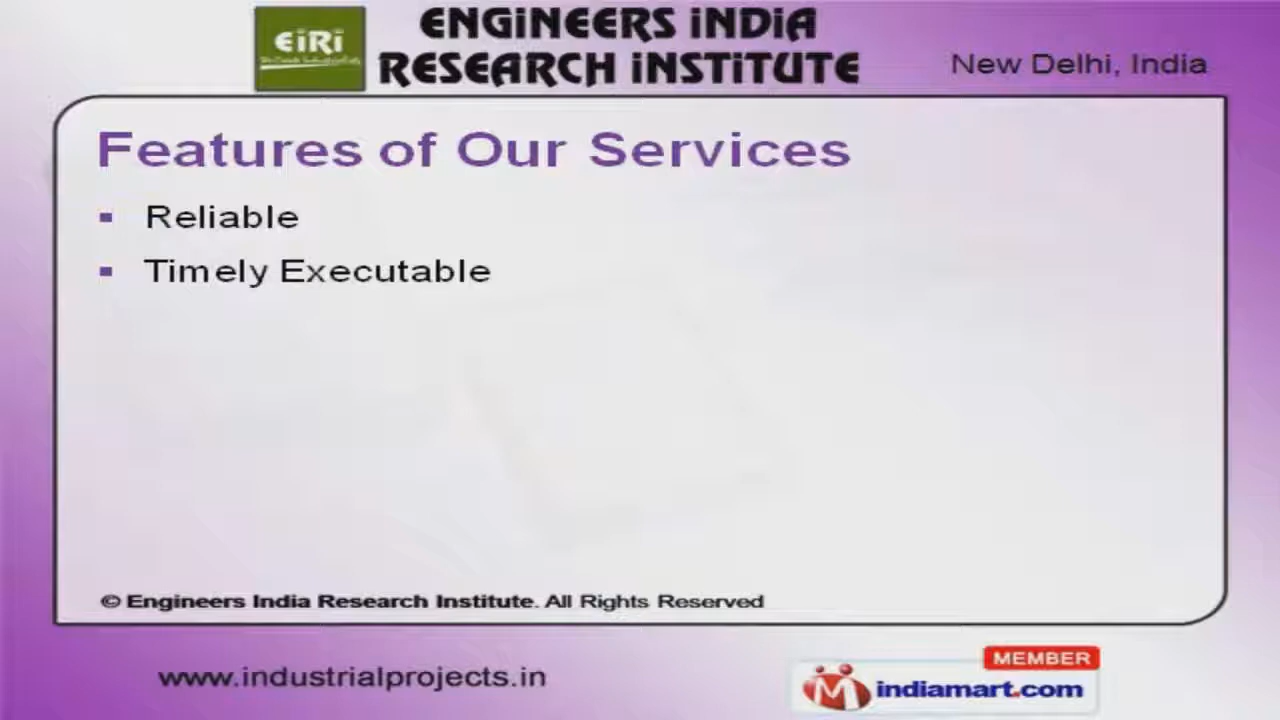 EiRi
ENGiNEERS iNDiA
RESEARCH iNSTiTUTE
New Delhi, India
Features of Our Services
▪ Reliable
▪ Timely Executable
© Engineers India Research Institute. All Rights Reserved
www.industrialprojects.in
MEMBER
indiamart.com